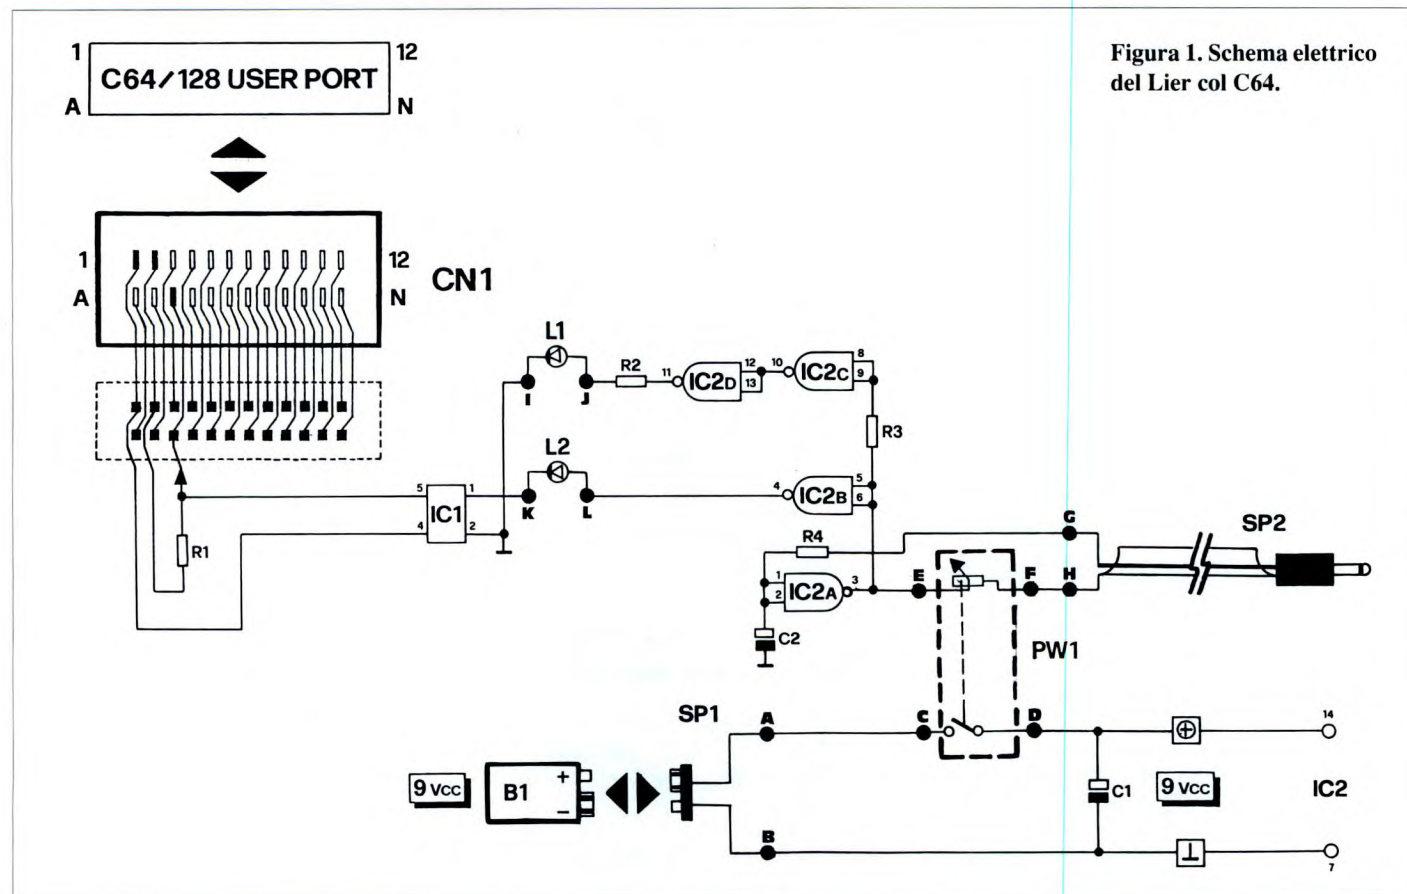 Figura 1. Schema elettrico
del Lier col C64.
1 12
C64/128 USER PORT
A N
1 12
A N
CN1
L1
I J
R2
11 IC2D 12 13
10 IC2C 8 9
R3
L2
K L
4 IC2B 5 6
5 1
IC1
4 2
R1
R4
1 2 IC2A 3
C2
E F G H
SP2
PW1
SP1
A C D
14
9 Vcc
B1
+
−
C1
9 Vcc
IC2
B
7